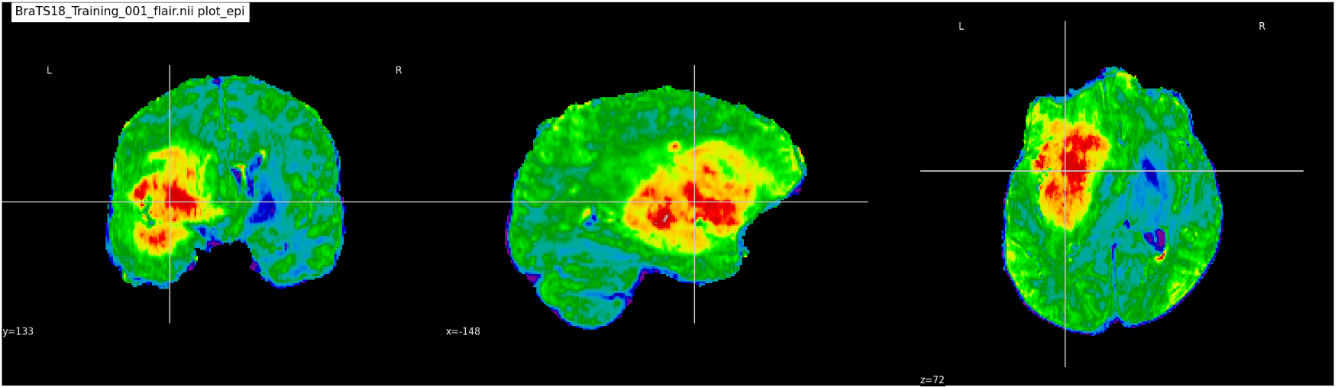 BraTS18_Training_001_flair.nii plot_epi
L
R
L
R
y=133
x=-148
z=72